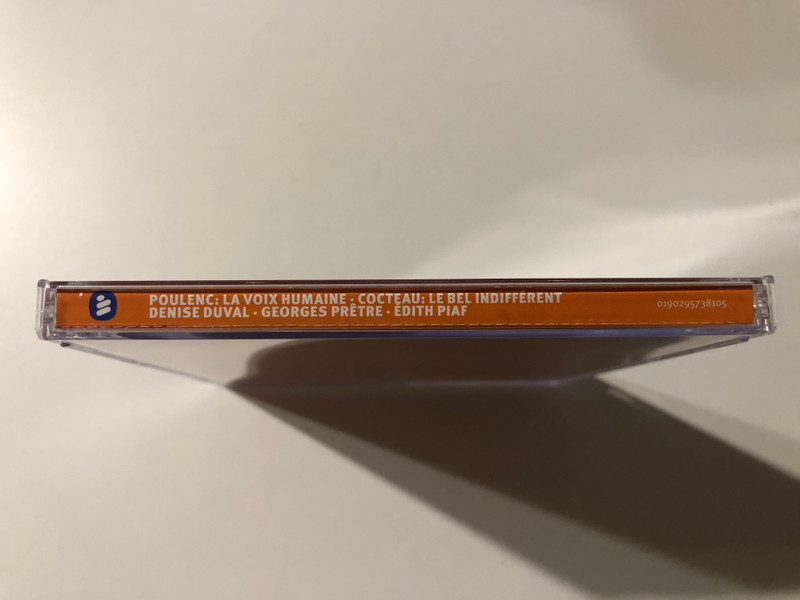 POULENC: LA VOIX HUMAINE · COCTEAU: LE BEL INDIFFÉRENT
DENISE DUVAL · GEORGES PRÊTRE · ÉDITH PIAF
0190295738105